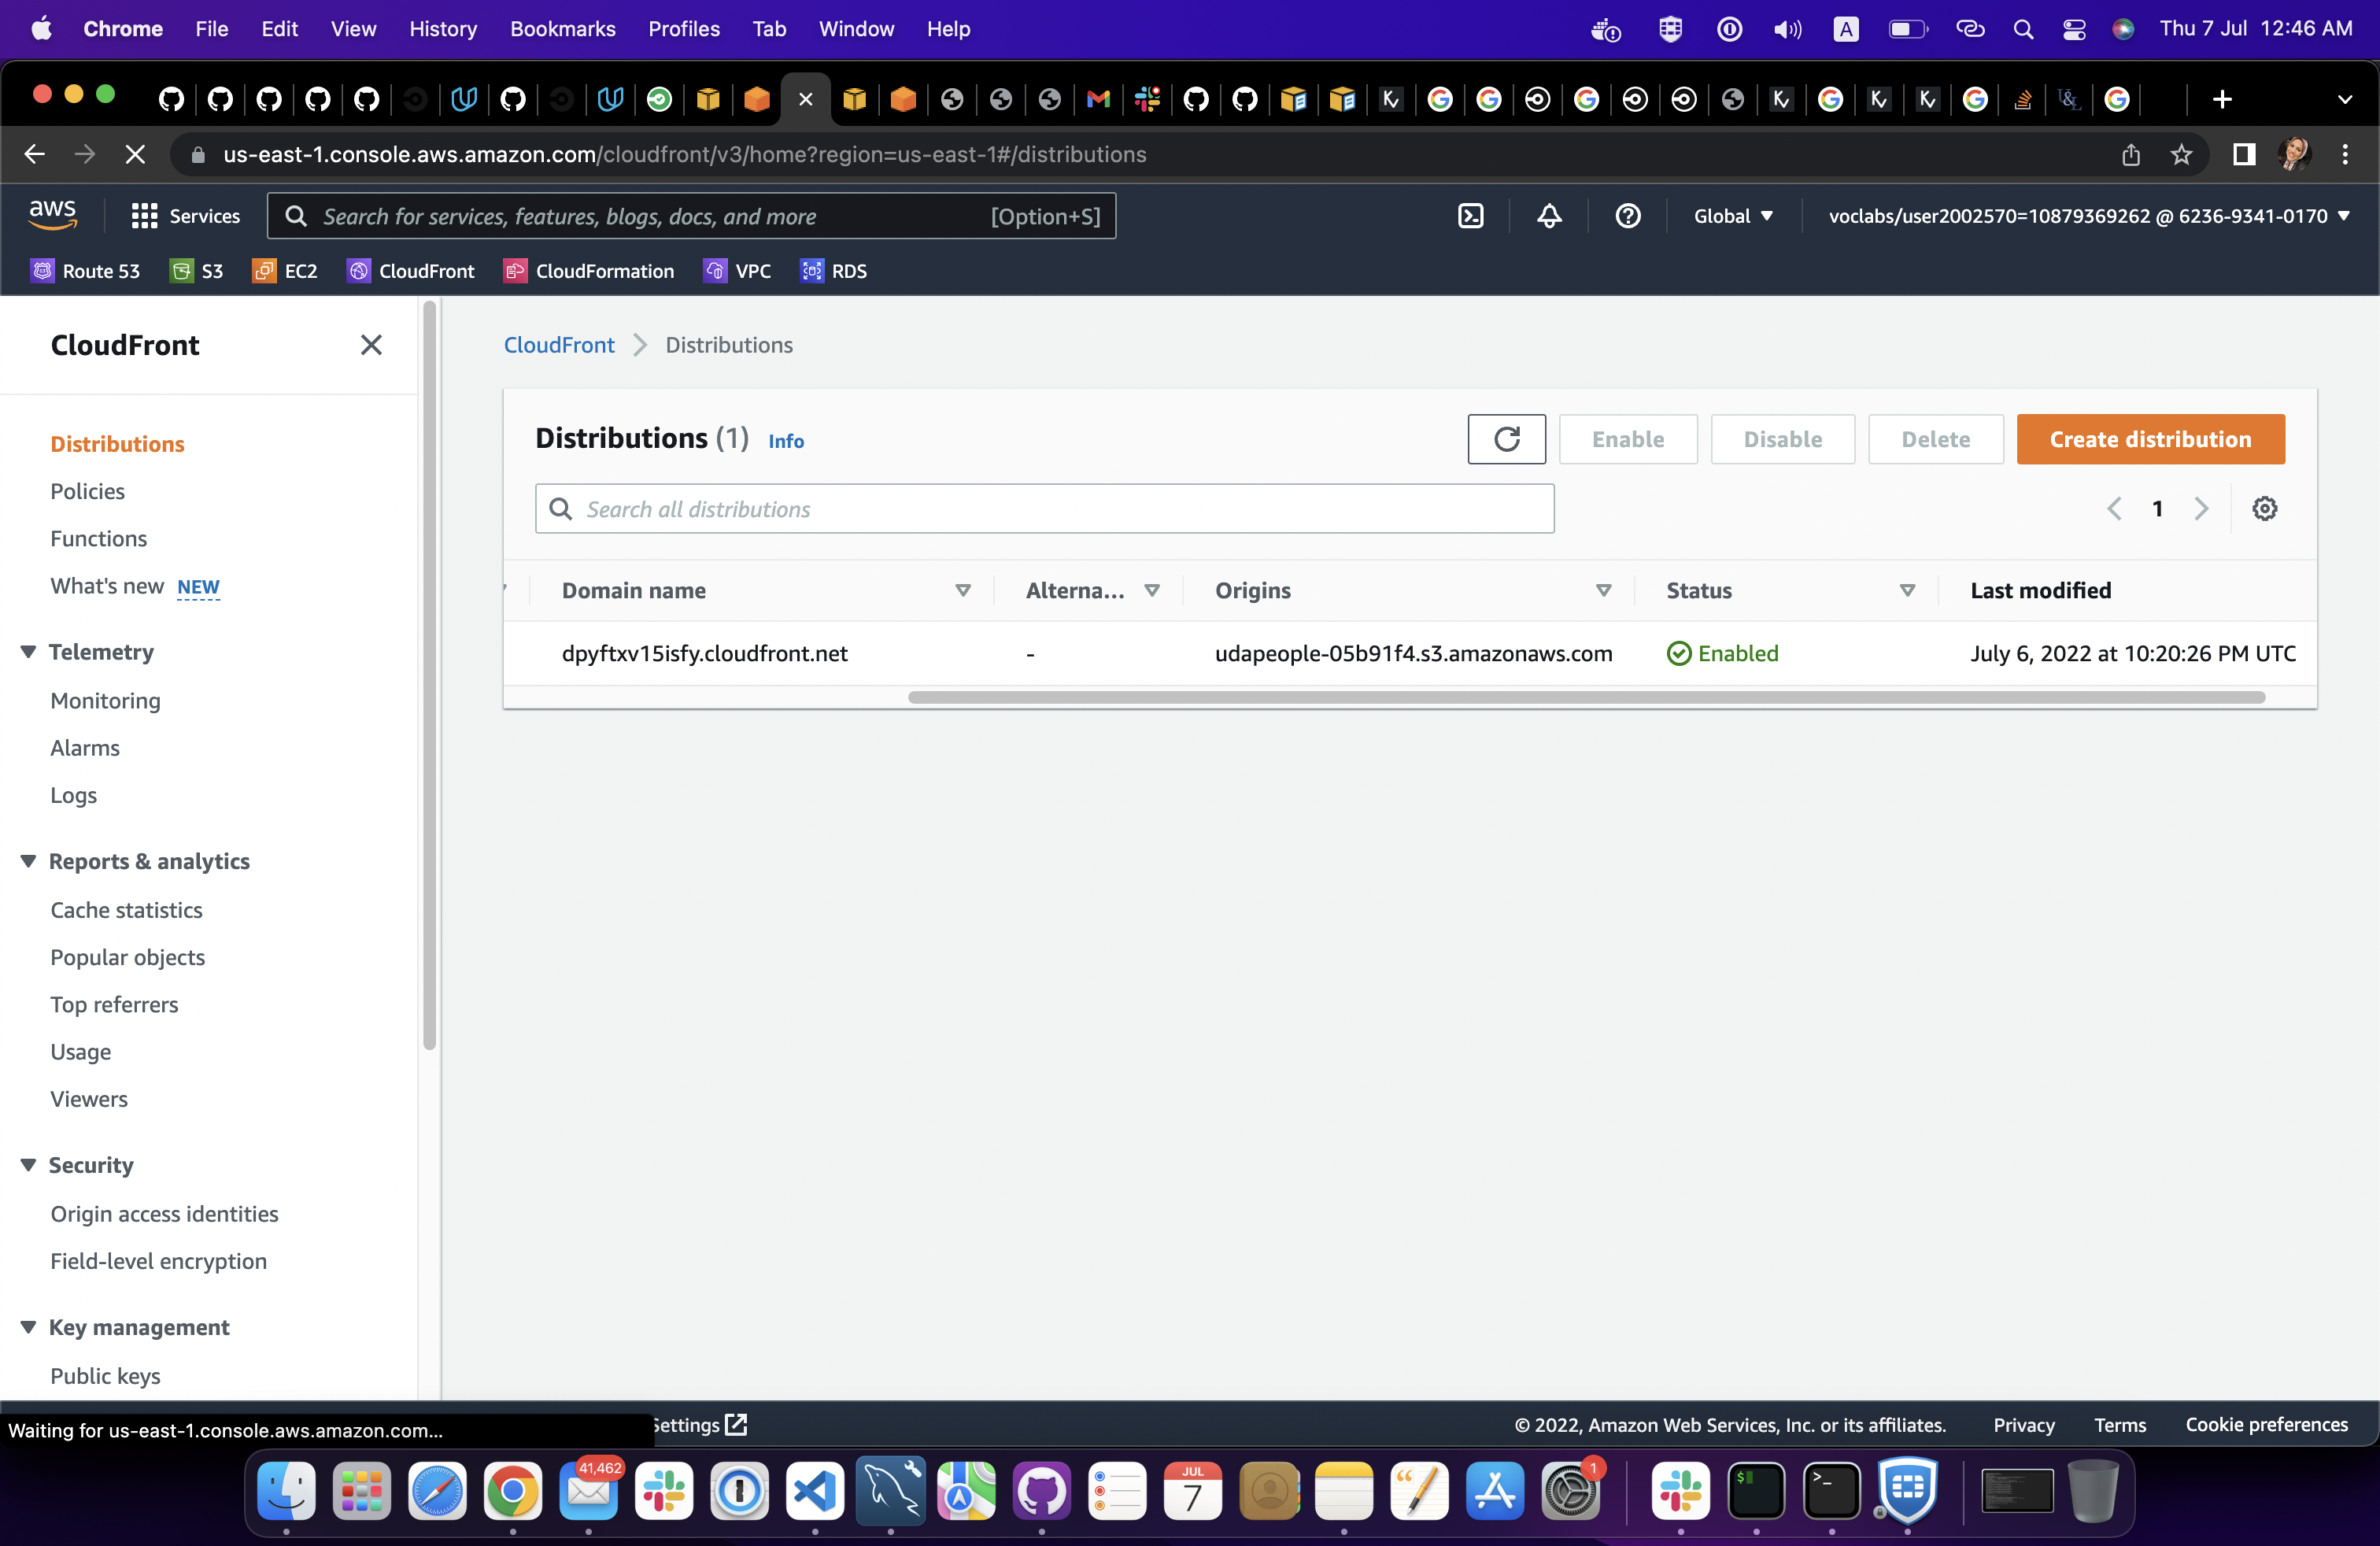 Chrome File Edit View History Bookmarks Profiles Tab Window Help A Thu 7 Jul 12:46 AM
us-east-1.console.aws.amazon.com/cloudfront/v3/home?region=us-east-1#/distributions
aws Services Search for services, features, blogs, docs, and more [Option+S] Global voclabs/user2002570=10879369262 @ 6236-9341-0170
Route 53 S3 EC2 CloudFront CloudFormation VPC RDS
CloudFront
Distributions
Policies
Functions
What's new NEW
Telemetry
Monitoring
Alarms
Logs
Reports & analytics
Cache statistics
Popular objects
Top referrers
Usage
Viewers
Security
Origin access identities
Field-level encryption
Key management
Public keys
CloudFront Distributions
Distributions (1) Info Enable Disable Delete Create distribution
Search all distributions 1
Domain name Alterna... Origins Status Last modified
dpyftxv15isfy.cloudfront.net - udapeople-05b91f4.s3.amazonaws.com Enabled July 6, 2022 at 10:20:26 PM UTC
Waiting for us-east-1.console.aws.amazon.com... Settings © 2022, Amazon Web Services, Inc. or its affiliates. Privacy Terms Cookie preferences
41,462 JUL 7 1